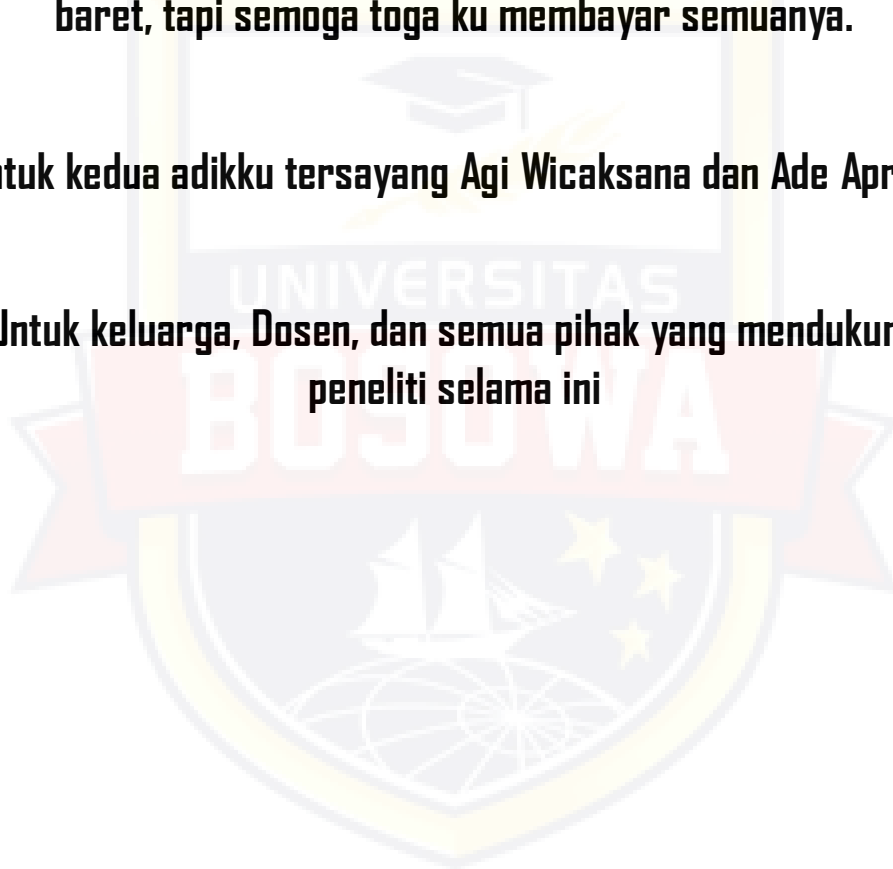 baret, tapi semoga toga ku membayar semuanya.
ntuk kedua adikku tersayang Agi Wicaksana dan Ade Apr
UNIVERSITAS
Untuk keluarga, Dosen, dan semua pihak yang mendukun
BOSOWA
peneliti selama ini